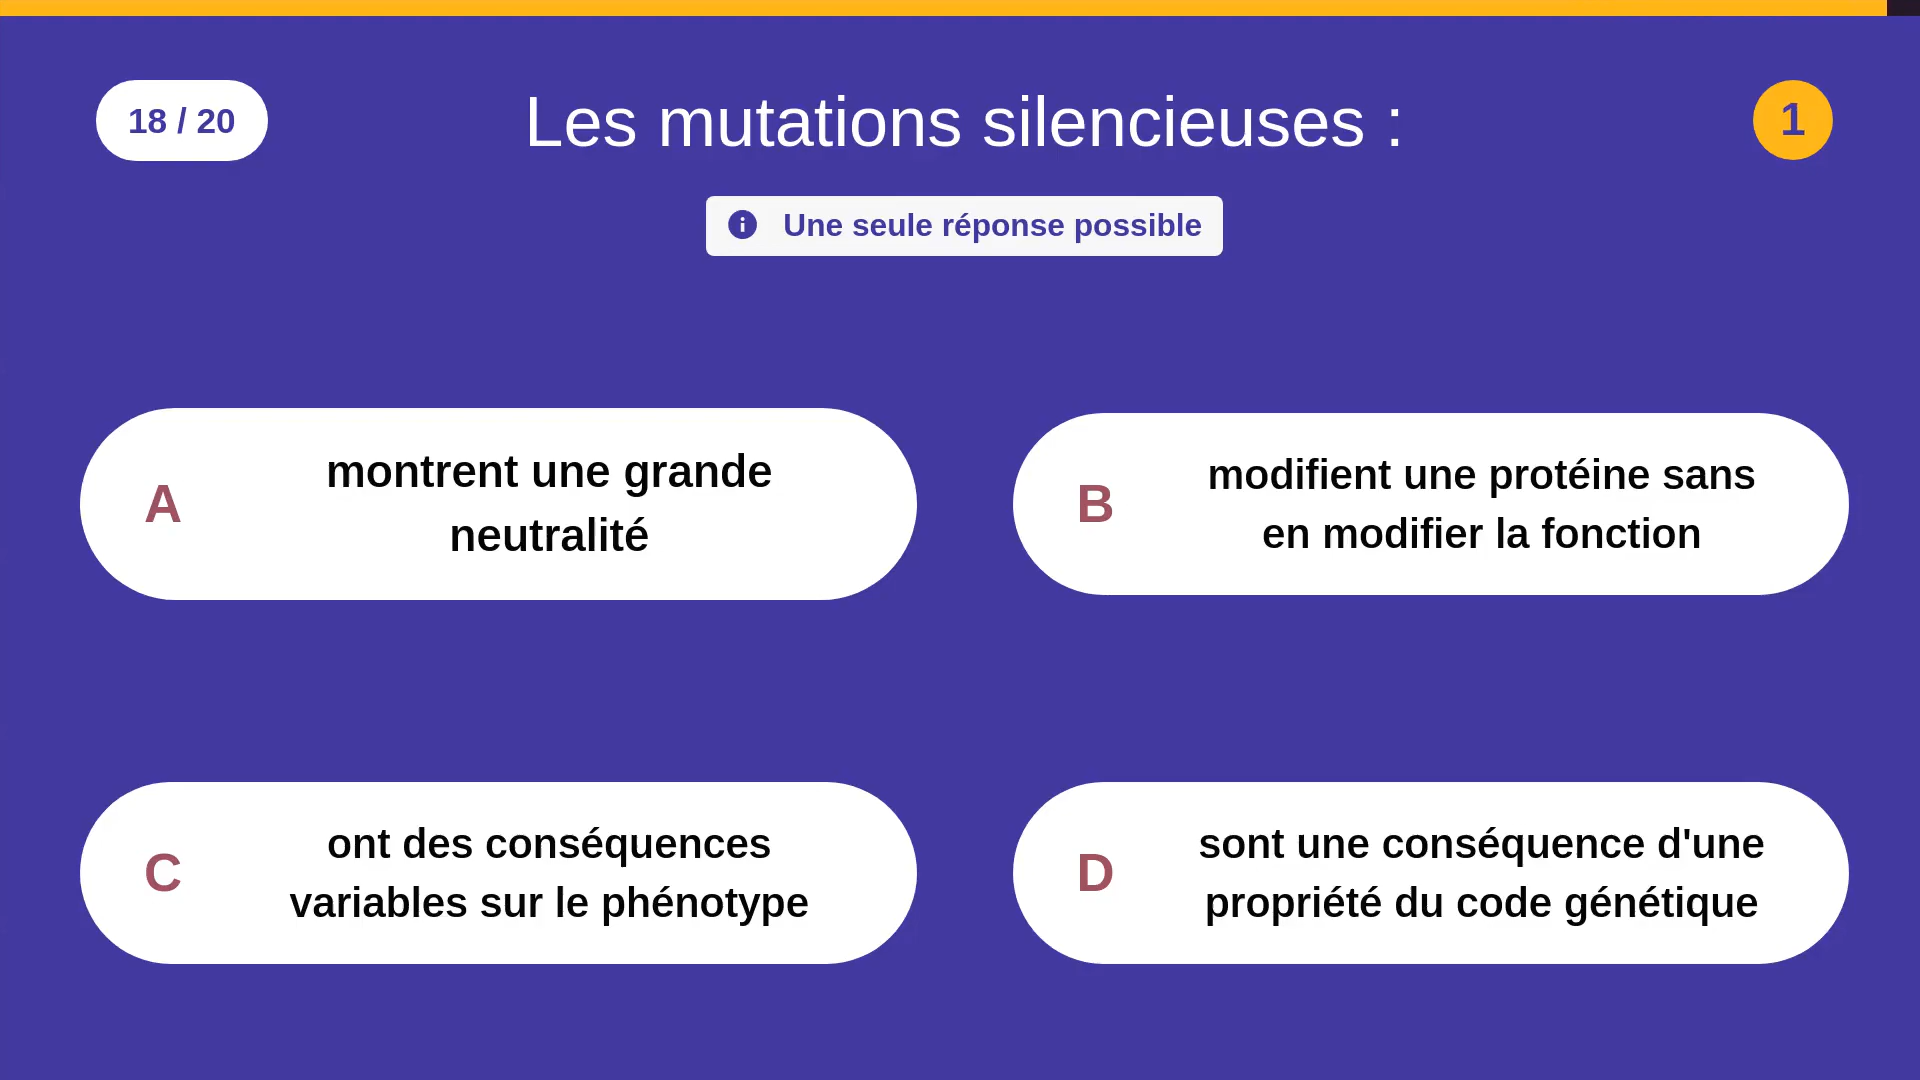 18 / 20
Les mutations silencieuses :
1
Une seule réponse possible
A
montrent une grande
neutralité
B
modifient une protéine sans
en modifier la fonction
C
ont des conséquences
variables sur le phénotype
D
sont une conséquence d'une
propriété du code génétique